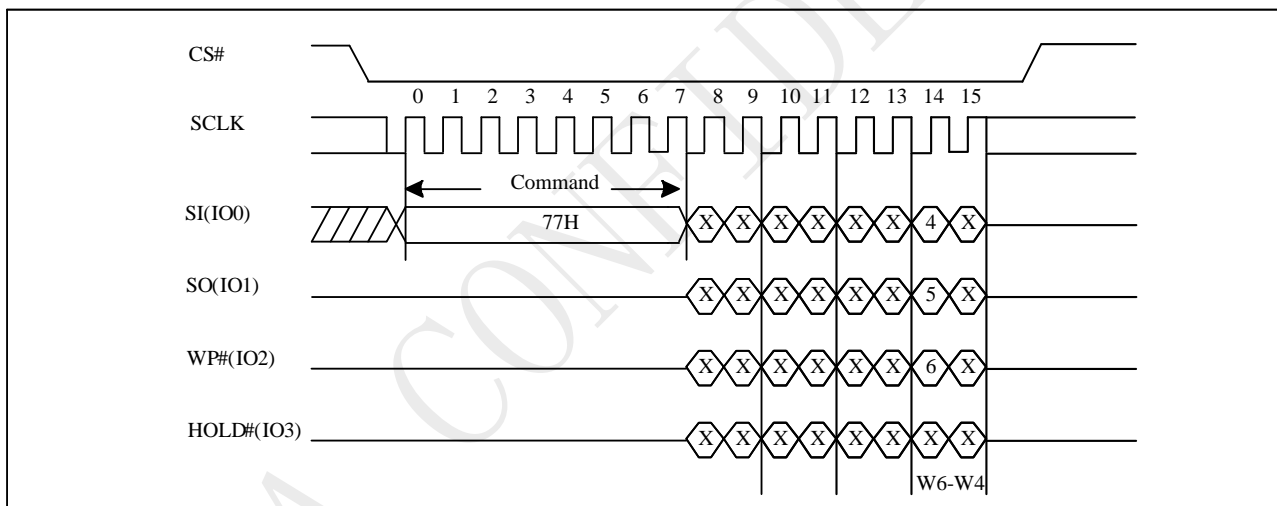 CS#
0 1 2 3 4 5 6 7 8 9 10 11 12 13 14 15
SCLK
Command
SI(IO0) 77H X X X X X X 4 X
SO(IO1) X X X X X X 5 X
WP#(IO2) X X X X X X 6 X
HOLD#(IO3) X X X X X X X X
W6-W4